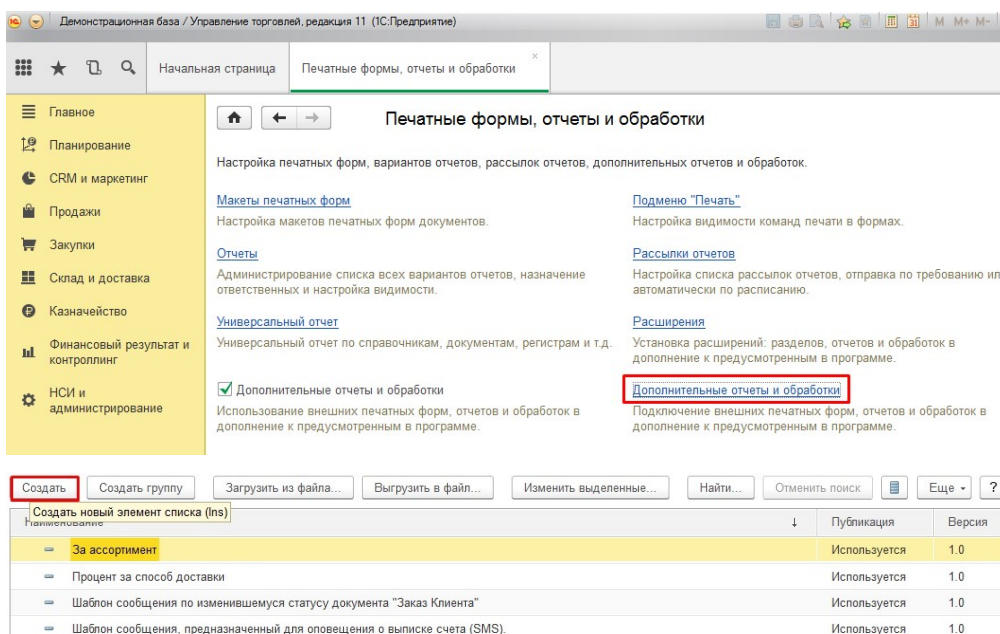 Демонстрационная база / Управление торговлей, редакция 11 (1С:Предприятие)
M M+ M-
Начальная страница
Печатные формы, отчеты и обработки
Главное
Планирование
CRM и маркетинг
Продажи
Закупки
Склад и доставка
Казначейство
Финансовый результат и
контроллинг
НСИ и
администрирование
Печатные формы, отчеты и обработки
Настройка печатных форм, вариантов отчетов, рассылок отчетов, дополнительных отчетов и обработок.
Макеты печатных форм
Настройка макетов печатных форм документов.
Подменю "Печать"
Настройка видимости команд печати в формах.
Отчеты
Администрирование списка всех вариантов отчетов, назначение
ответственных и настройка видимости.
Рассылки отчетов
Настройка списка рассылок отчетов, отправка по требованию или
автоматически по расписанию.
Универсальный отчет
Универсальный отчет по справочникам, документам, регистрам и т.д.
Расширения
Установка расширений: разделов, отчетов и обработок в
дополнение к предусмотренным в программе.
Дополнительные отчеты и обработки
Использование внешних печатных форм, отчетов и обработок в
дополнение к предусмотренным в программе.
Дополнительные отчеты и обработки
Подключение внешних печатных форм, отчетов и обработок в
дополнение к предусмотренным в программе.
Создать Создать группу Загрузить из файла... Выгрузить в файл... Изменить выделенные... Найти... Отменить поиск Еще ?
Создать новый элемент списка (Ins)
Наименование ↓ Публикация Версия
За ассортимент Используется 1.0
Процент за способ доставки Используется 1.0
Шаблон сообщения по изменившемуся статусу документа "Заказ Клиента" Используется 1.0
Шаблон сообщения, предназначенный для оповещения о выписке счета (SMS). Используется 1.0